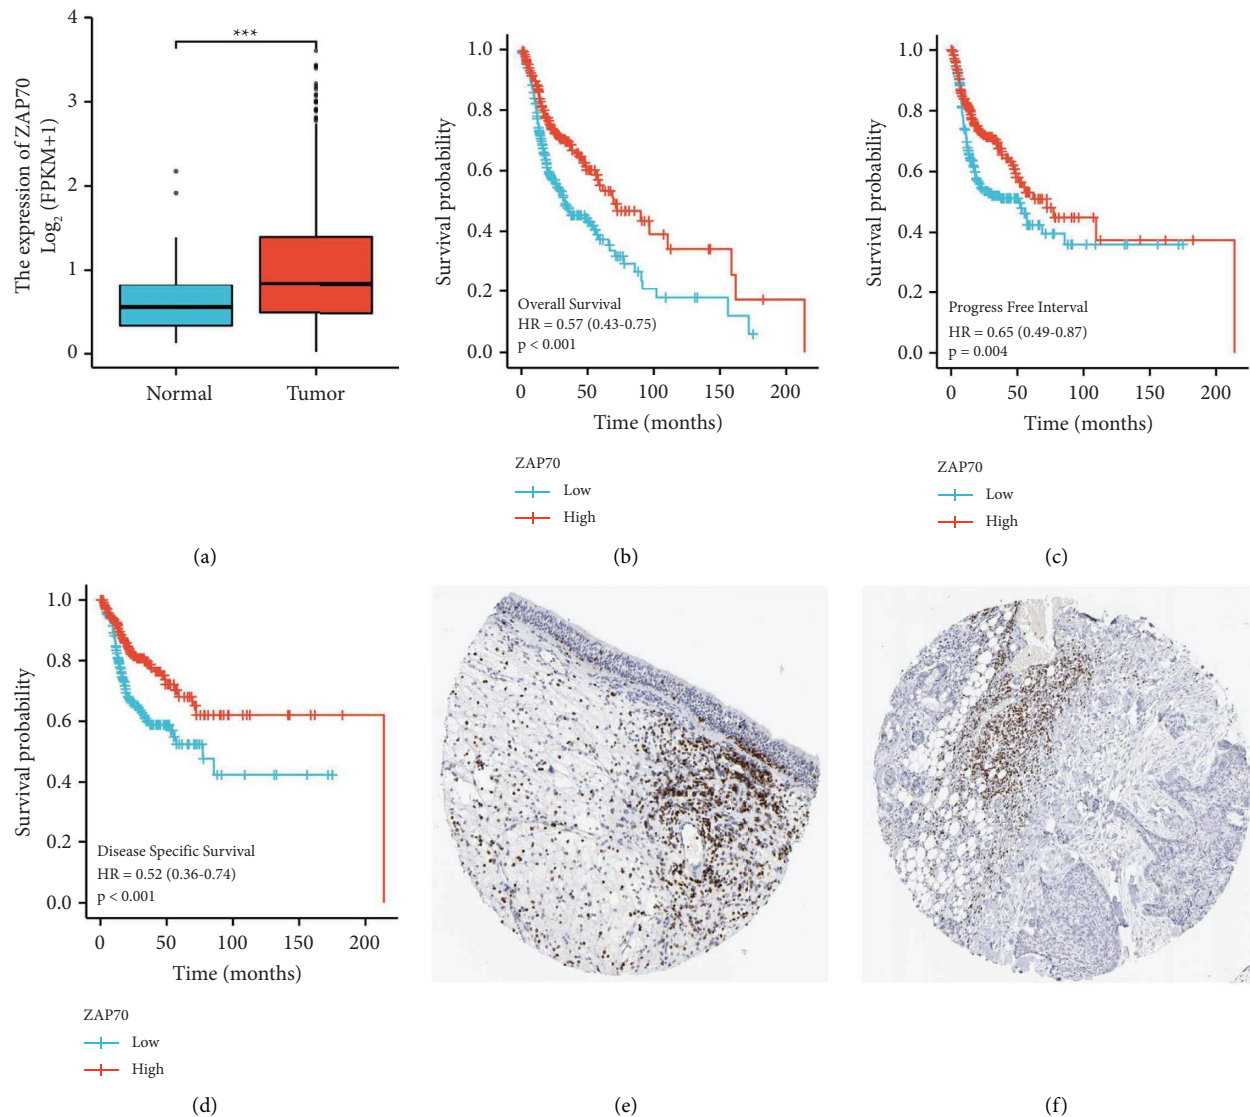 4
3
2
1
0
The expression of ZAP70
Log₂ (FPKM+1)
***
Normal
Tumor
(a)
1.0
0.8
0.6
0.4
0.2
0.0
Survival probability
Overall Survival
HR = 0.57 (0.43-0.75)
p < 0.001
0 50 100 150 200
Time (months)
ZAP70
Low
High
(b)
1.0
0.8
0.6
0.4
0.2
0.0
Survival probability
Progress Free Interval
HR = 0.65 (0.49-0.87)
p = 0.004
0 50 100 150 200
Time (months)
ZAP70
Low
High
(c)
1.0
0.8
0.6
0.4
0.2
0.0
Survival probability
Disease Specific Survival
HR = 0.52 (0.36-0.74)
p < 0.001
0 50 100 150 200
Time (months)
ZAP70
Low
High
(d)
(e)
(f)